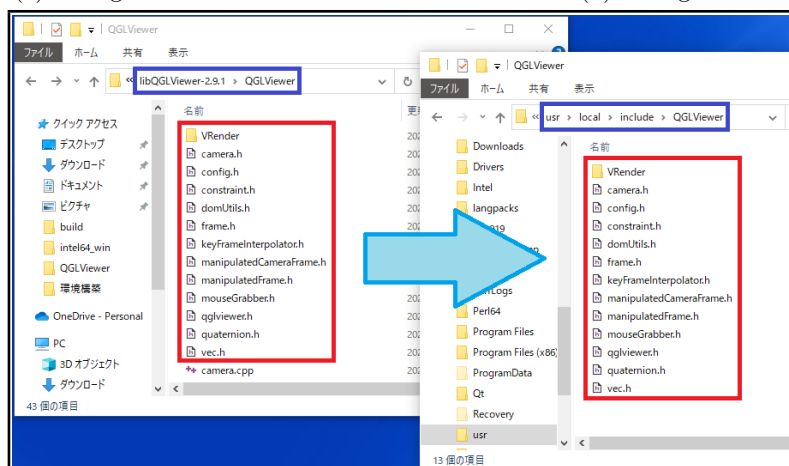 QGLViewer
ファイル ホーム 共有 表示
libQGLViewer-2.9.1 › QGLViewer
クイック アクセス
デスクトップ
ダウンロード
ドキュメント
ピクチャ
build
intel64_win
QGLViewer
環境構築
OneDrive - Personal
PC
3D オブジェクト
ダウンロード
名前
VRender
camera.h
config.h
constraint.h
domUtils.h
frame.h
keyFrameInterpolator.h
manipulatedCameraFrame.h
manipulatedFrame.h
mouseGrabber.h
qglviewer.h
quaternion.h
vec.h
camera.cpp
43 個の項目
QGLViewer
ファイル ホーム 共有 表示
« usr › local › include › QGLViewer
Downloads
Drivers
Intel
langpacks
Perl64
Program Files
Program Files (x86)
ProgramData
Qt
Recovery
usr
名前
VRender
camera.h
config.h
constraint.h
domUtils.h
frame.h
keyFrameInterpolator.h
manipulatedCameraFrame.h
manipulatedFrame.h
mouseGrabber.h
qglviewer.h
quaternion.h
vec.h
13 個の項目